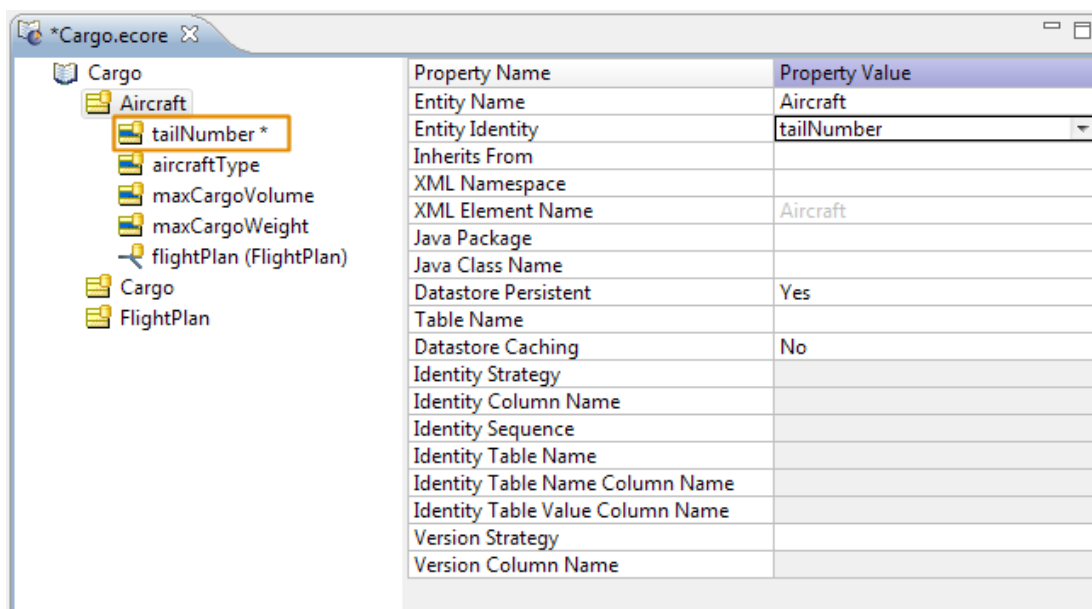 *Cargo.ecore
Cargo
Aircraft
tailNumber *
aircraftType
maxCargoVolume
maxCargoWeight
flightPlan (FlightPlan)
Cargo
FlightPlan
Property Name Property Value
Entity Name Aircraft
Entity Identity tailNumber
Inherits From
XML Namespace
XML Element Name Aircraft
Java Package
Java Class Name
Datastore Persistent Yes
Table Name
Datastore Caching No
Identity Strategy
Identity Column Name
Identity Sequence
Identity Table Name
Identity Table Name Column Name
Identity Table Value Column Name
Version Strategy
Version Column Name